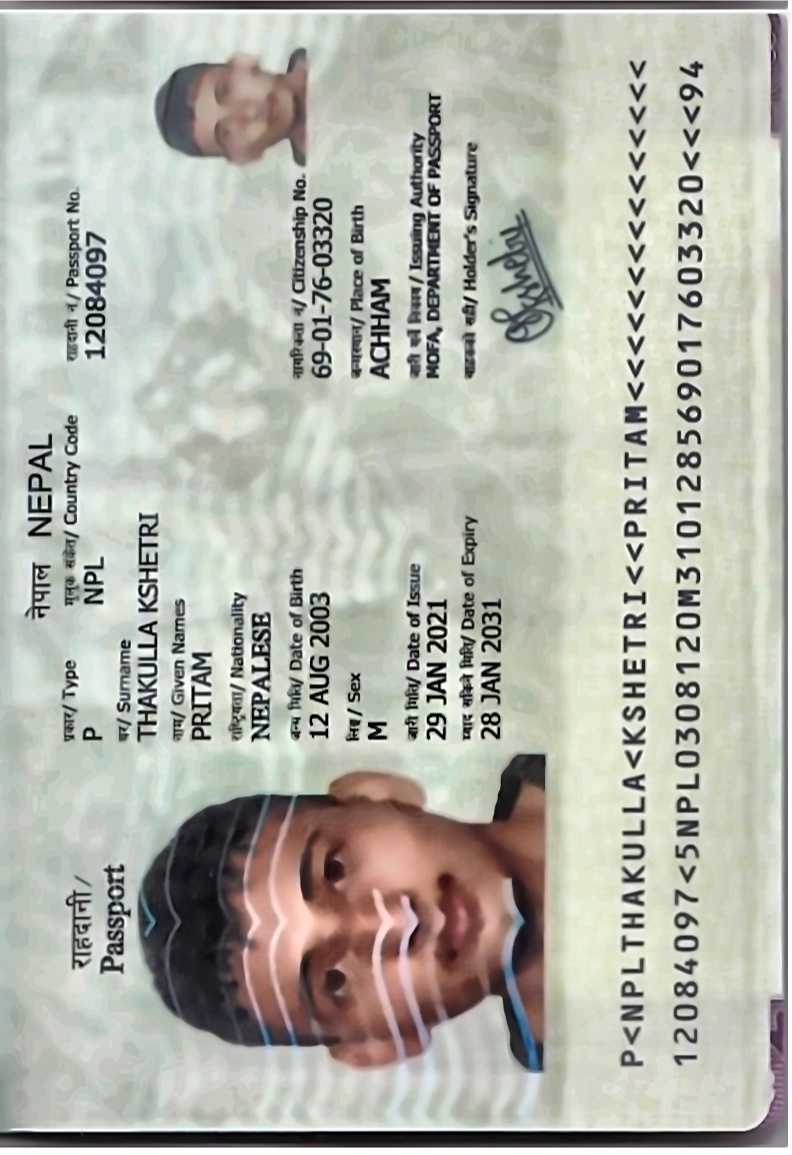 राहदानी / Passport
नेपाल NEPAL
प्रकार/ Type
P
मुलुक संकेत/ Country Code
NPL
राहदानी नं/ Passport No.
12084097
थर/ Surname
THAKULLA KSHETRI
नाम/ Given Names
PRITAM
राष्ट्रियता/ Nationality
NEPALESE
जन्म मिति/ Date of Birth
12 AUG 2003
नागरिकता नं/ Citizenship No.
69-01-76-03320
लिङ्ग/ Sex
M
जन्मस्थान/ Place of Birth
ACHHAM
जारी मिति/ Date of Issue
29 JAN 2021
जारी गर्ने निकाय/ Issuing Authority
MOFA, DEPARTMENT OF PASSPORT
म्याद सकिने मिति/ Date of Expiry
28 JAN 2031
वाहकको सही/ Holder's Signature
P<NPLTHAKULLA<KSHETRI<<PRITAM<<<<<<<<<<<<<<<
12084097<5NPL0308120M310128569017603320<<<94